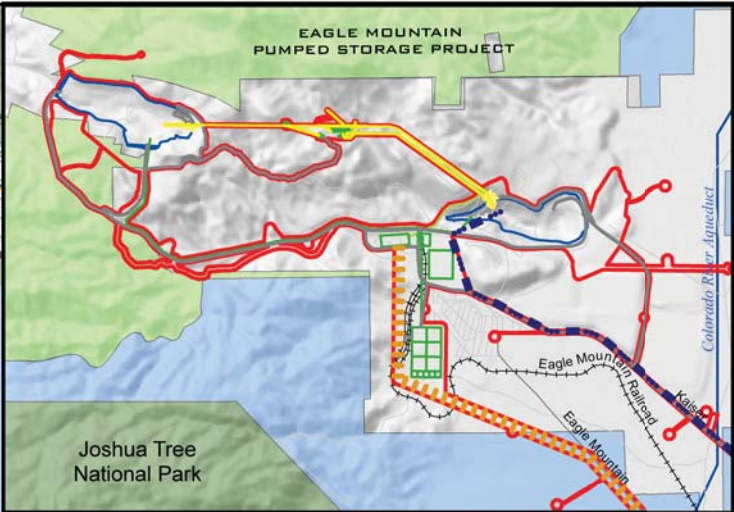 EAGLE MOUNTAIN
PUMPED STORAGE PROJECT
Colorado River Aqueduct
Eagle Mountain Railroad
Kaiser
Eagle Mountain
Joshua Tree
National Park